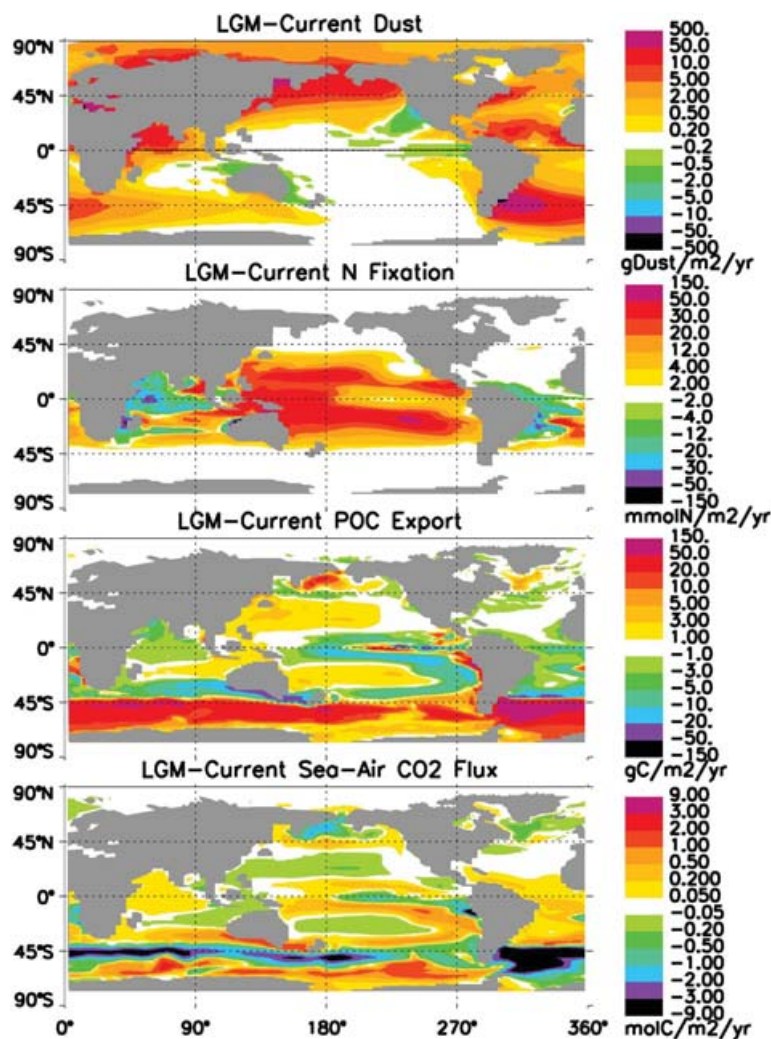 LGM-Current Dust
90°N
45°N
0°
45°S
90°S
500.
50.0
10.0
5.00
2.00
0.50
0.20
-0.2
-0.5
-2.0
-5.0
-10.
-50.
-500
gDust/m2/yr
LGM-Current N Fixation
90°N
45°N
0°
45°S
90°S
150.
50.0
30.0
20.0
12.0
4.00
2.00
-2.0
-4.0
-12.
-20.
-30.
-50.
-150
mmolN/m2/yr
LGM-Current POC Export
90°N
45°N
0°
45°S
90°S
150.
50.0
20.0
10.0
5.00
3.00
1.00
-1.0
-3.0
-5.0
-10.
-20.
-50.
-150
gC/m2/yr
LGM-Current Sea-Air CO2 Flux
90°N
45°N
0°
45°S
90°S
9.00
3.00
2.00
1.00
0.50
0.200
0.050
-0.05
-0.20
-0.50
-1.00
-2.00
-3.00
-9.00
molC/m2/yr
0° 90° 180° 270° 360°